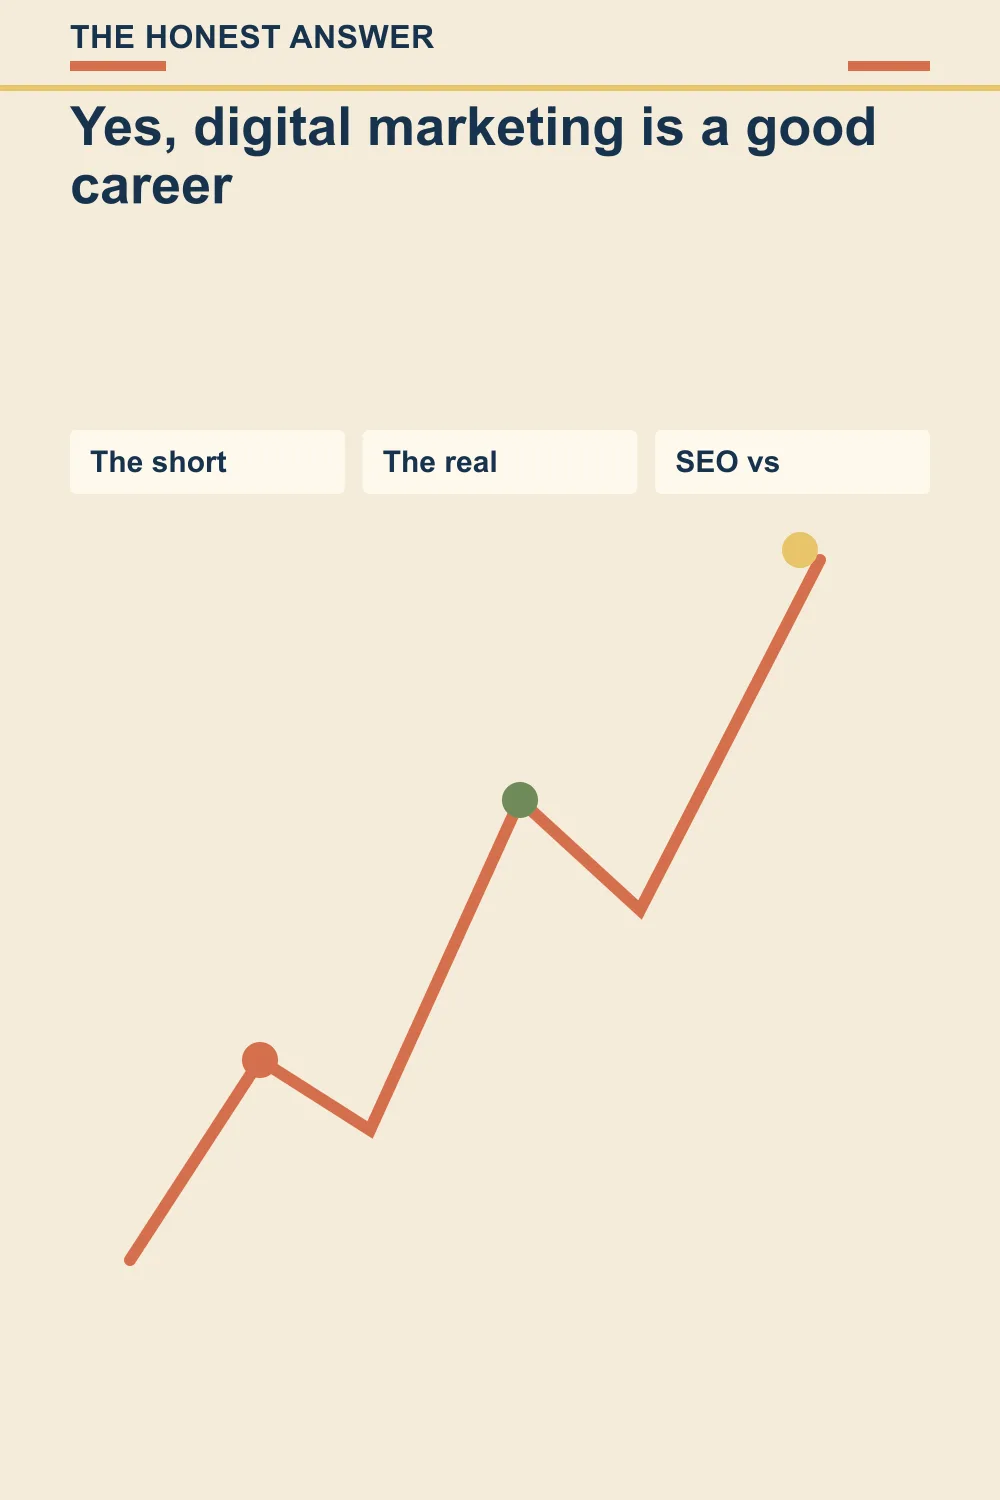 THE HONEST ANSWER
Yes, digital marketing is a good
career
The short
The real
SEO vs